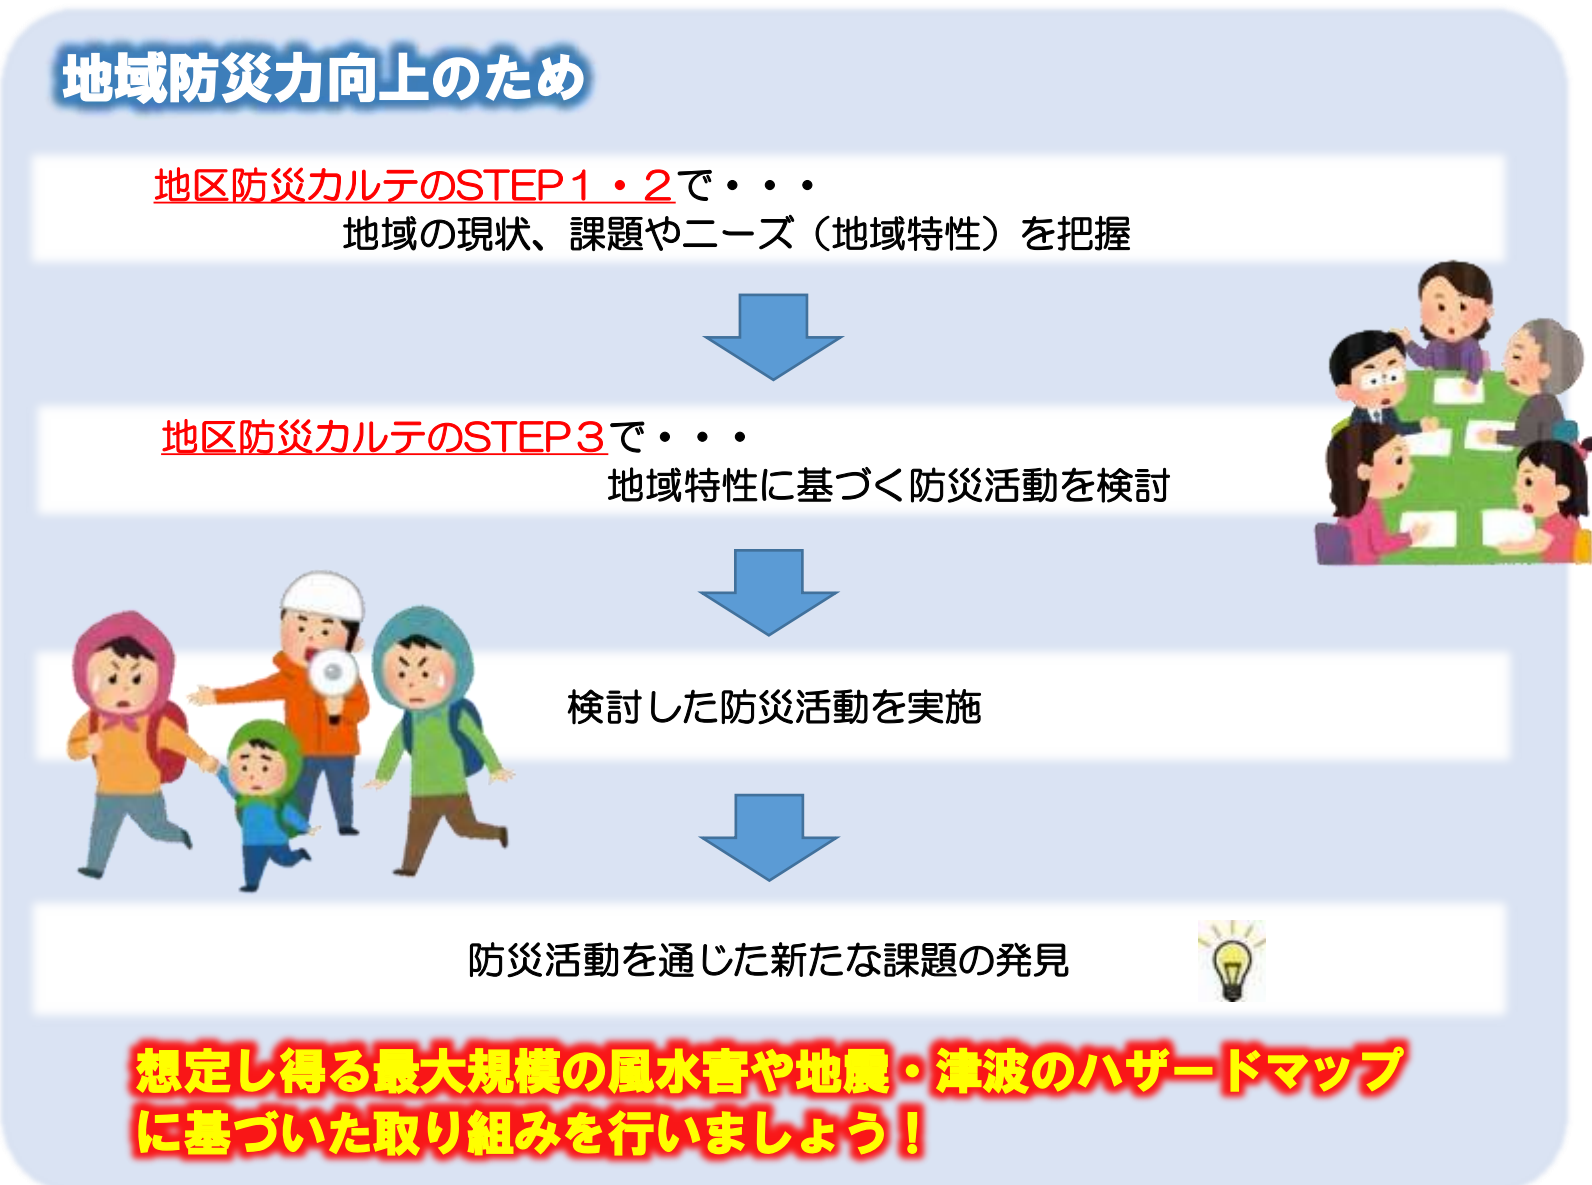 地域防災力向上のため
地区防災カルテのSTEP１・２で・・・
地域の現状、課題やニーズ（地域特性）を把握
地区防災カルテのSTEP３で・・・
地域特性に基づく防災活動を検討
検討した防災活動を実施
防災活動を通じた新たな課題の発見
想定し得る最大規模の風水害や地震・津波のハザードマップ
に基づいた取り組みを行いましょう！